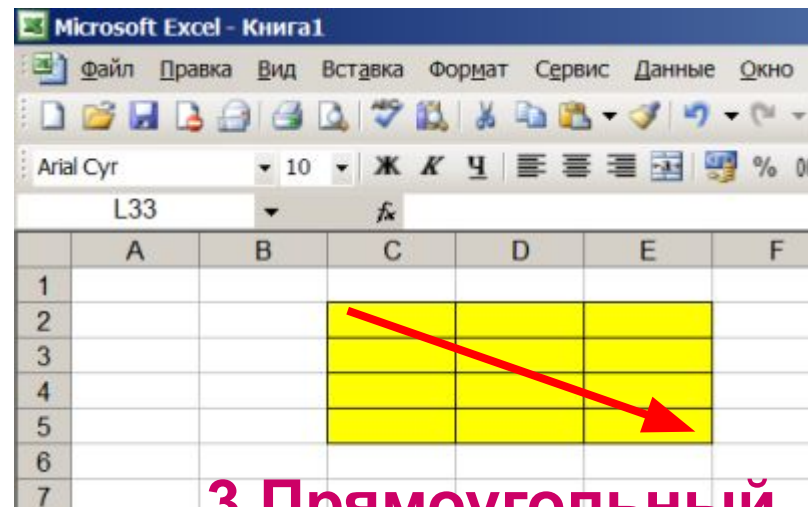 Microsoft Excel - Книга1
Файл Правка Вид Вставка Формат Сервис Данные Окно
Arial Cyr 10 Ж К Ч %
L33 fx
A B C D E F
1
2
3
4
5
6
7
3.Прямоугольный